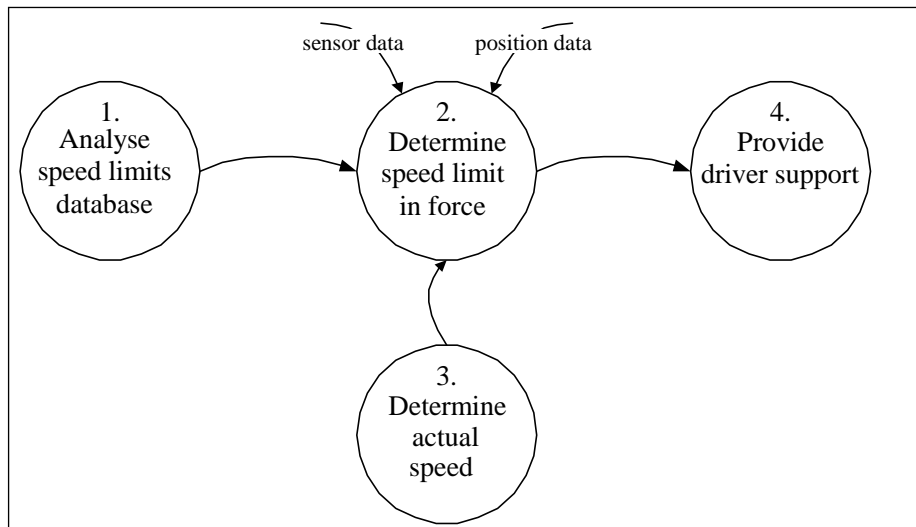 sensor data
position data
1.
Analyse
speed limits
database
2.
Determine
speed limit
in force
4.
Provide
driver support
3.
Determine
actual
speed